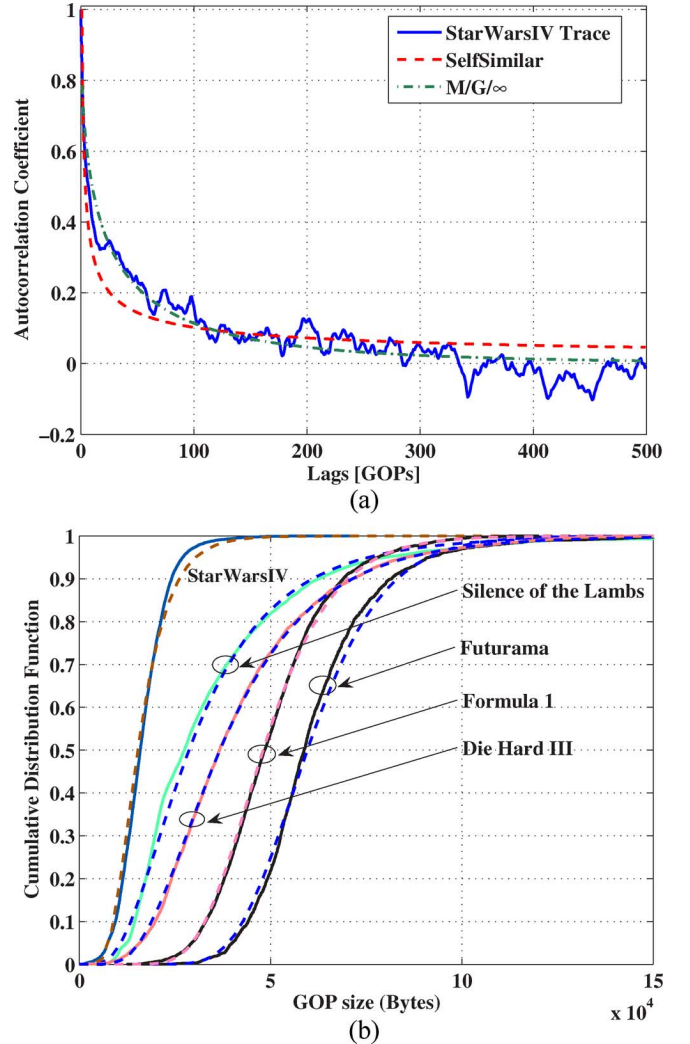 1
0.8
0.6
0.4
0.2
0
−0.2
Autocorrelation Coefficient
StarWarsIV Trace
SelfSimilar
M/G/∞
0 100 200 300 400 500
Lags [GOPs]
(a)
1
0.9
0.8
0.7
0.6
0.5
0.4
0.3
0.2
0.1
0
Cumulative Distribution Function
StarWarsIV
Silence of the Lambs
Futurama
Formula 1
Die Hard III
0 5 10 15
GOP size (Bytes)
x 10⁴
(b)